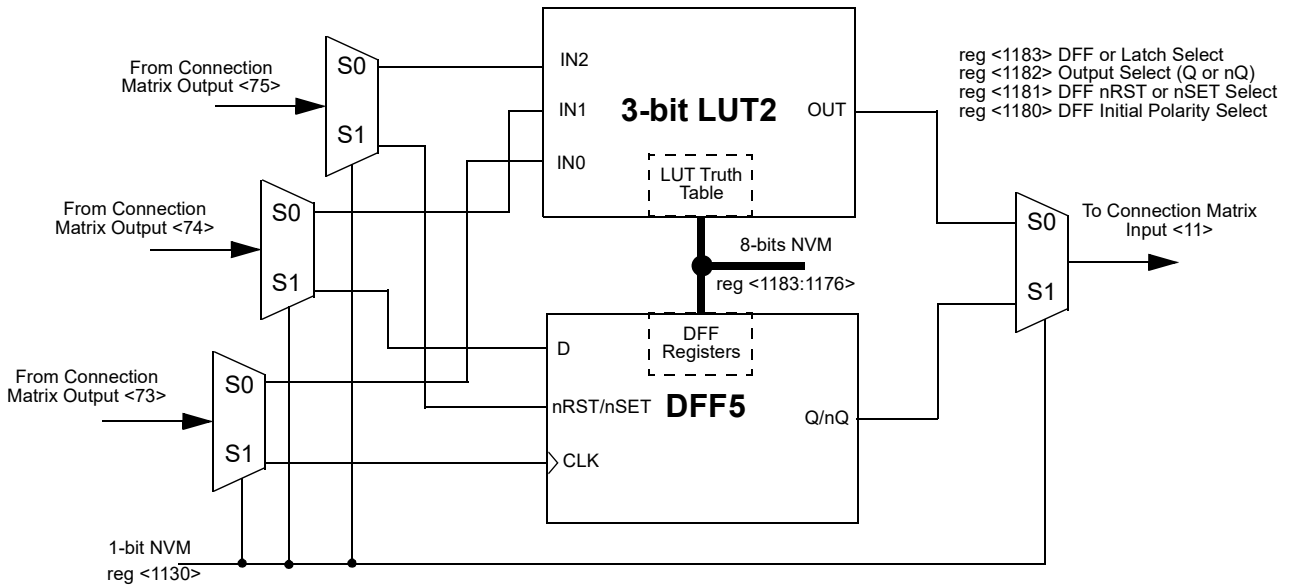 From Connection
Matrix Output <75>
S0
S1
IN2
IN1
IN0
3-bit LUT2
OUT
LUT Truth
Table
reg <1183> DFF or Latch Select
reg <1182> Output Select (Q or nQ)
reg <1181> DFF nRST or nSET Select
reg <1180> DFF Initial Polarity Select
From Connection
Matrix Output <74>
S0
S1
8-bits NVM
reg <1183:1176>
S0
S1
To Connection Matrix
Input <11>
From Connection
Matrix Output <73>
S0
S1
D
nRST/nSET
CLK
DFF
Registers
DFF5
Q/nQ
1-bit NVM
reg <1130>